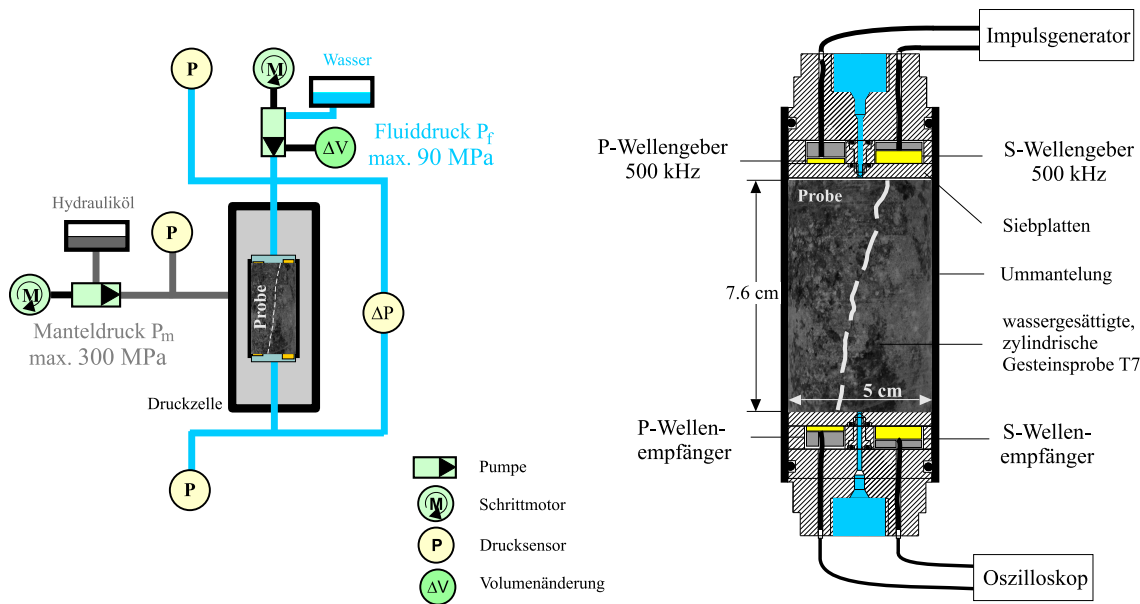 P
M
Wasser
Fluiddruck Pf
max. 90 MPa
ΔV
Hydrauliköl
P
M
Manteldruck Pm
max. 300 MPa
Probe
ΔP
Druckzelle
P
Pumpe
M
Schrittmotor
P
Drucksensor
ΔV
Volumenänderung
Impulsgenerator
P-Wellengeber
500 kHz
S-Wellengeber
500 kHz
Probe
Siebplatten
7.6 cm
Ummantelung
wassergesättigte,
zylindrische
Gesteinsprobe T7
5 cm
P-Wellen-
empfänger
S-Wellen-
empfänger
Oszilloskop